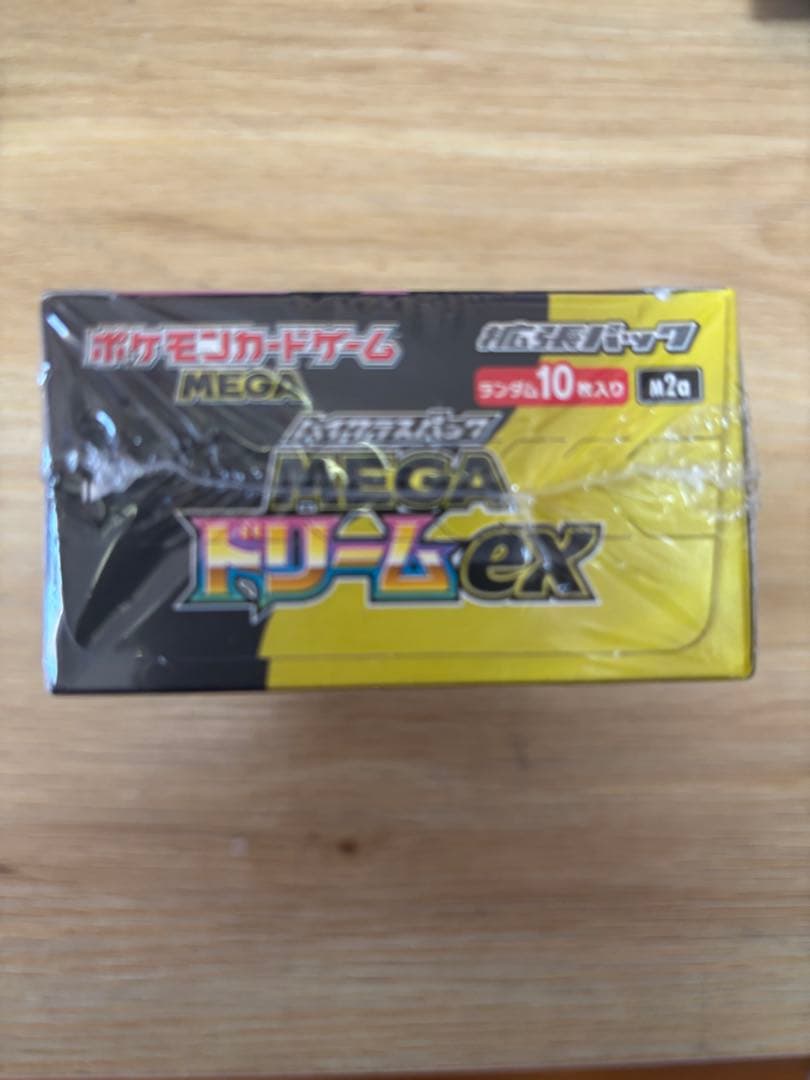 ポケモンカードゲーム
MEGA
拡張パック
ランダム10枚入り M2a
ハイクラスパック
MEGA
ドリームex